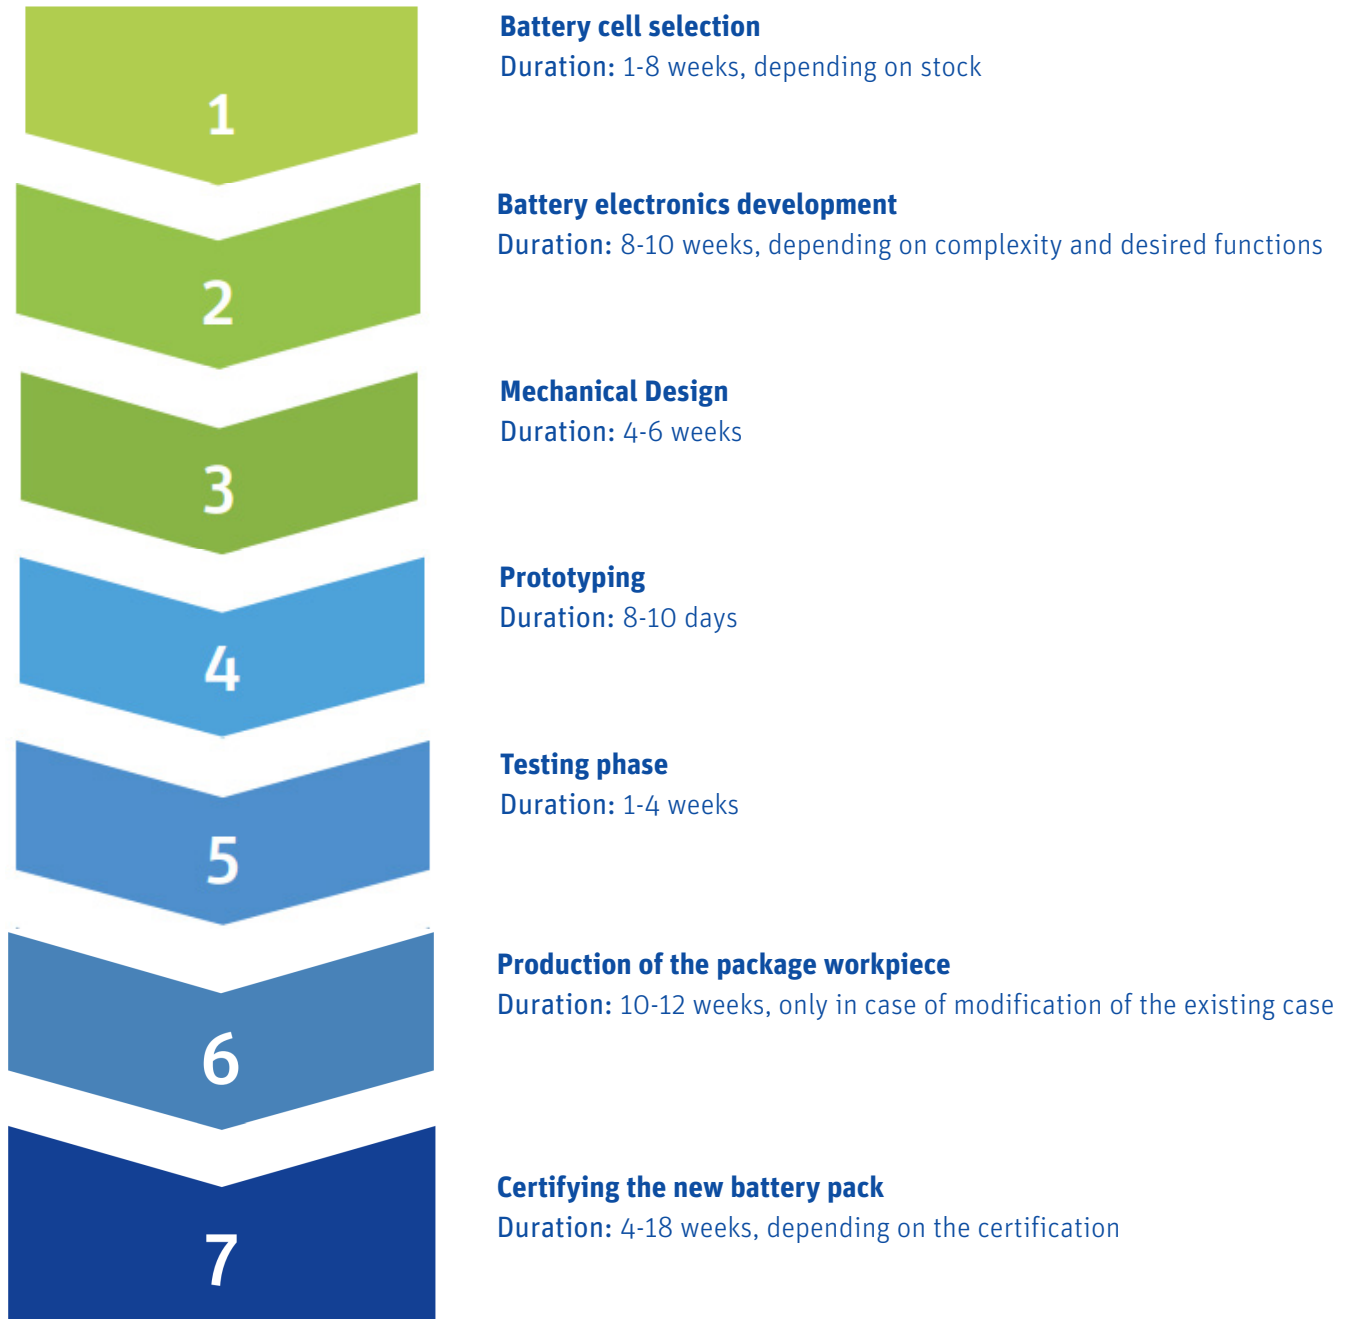 1
Battery cell selection
Duration: 1-8 weeks, depending on stock
2
Battery electronics development
Duration: 8-10 weeks, depending on complexity and desired functions
3
Mechanical Design
Duration: 4-6 weeks
4
Prototyping
Duration: 8-10 days
5
Testing phase
Duration: 1-4 weeks
6
Production of the package workpiece
Duration: 10-12 weeks, only in case of modification of the existing case
7
Certifying the new battery pack
Duration: 4-18 weeks, depending on the certification